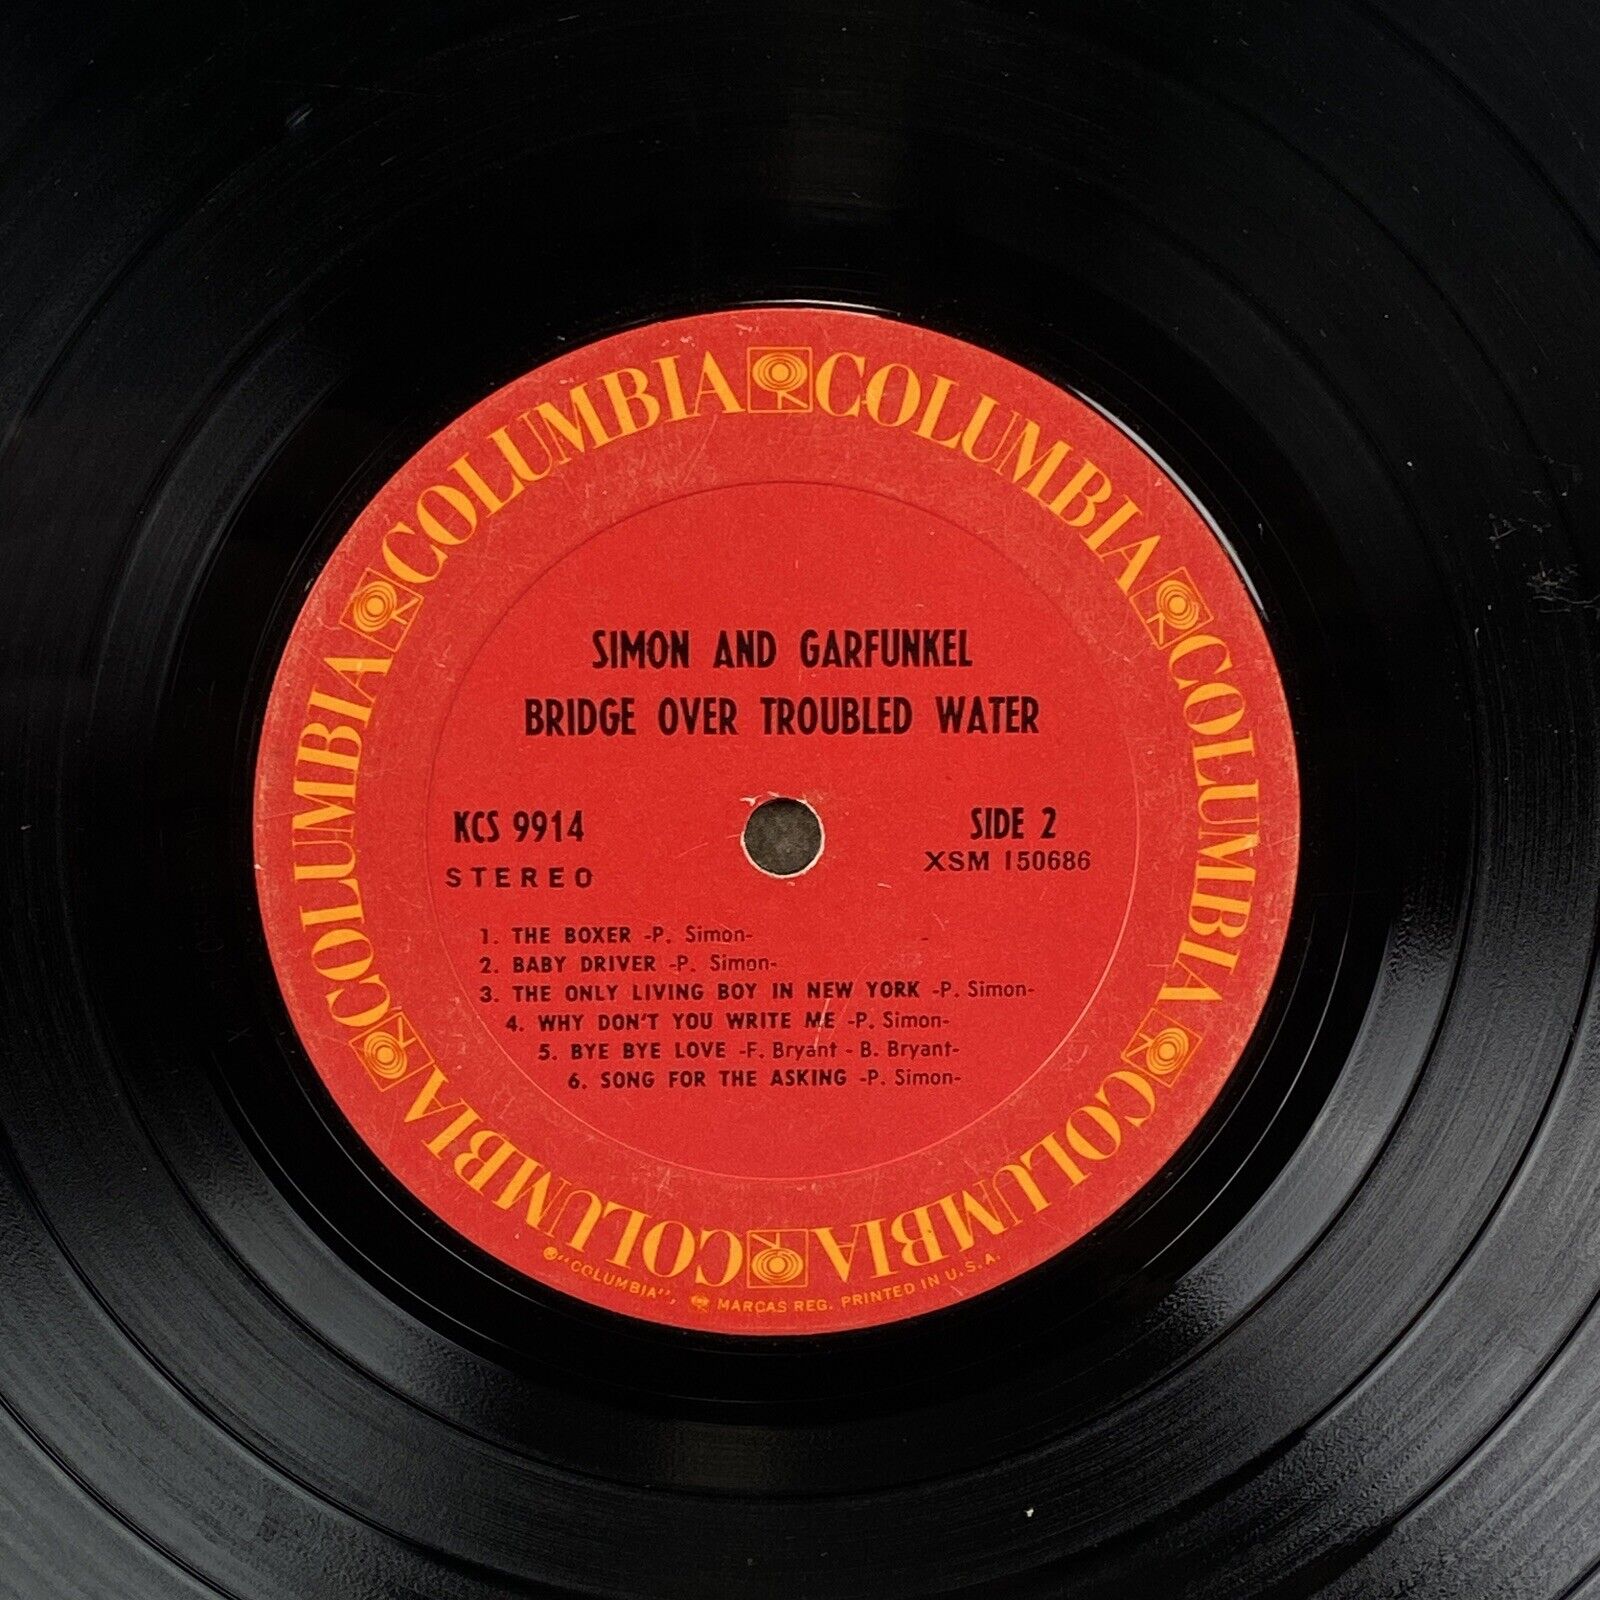 COLUMBIA COLUMBIA COLUMBIA COLUMBIA COLUMBIA COLUMBIA
SIMON AND GARFUNKEL
BRIDGE OVER TROUBLED WATER
KCS 9914
STEREO
SIDE 2
XSM 150686
1. THE BOXER -P. Simon-
2. BABY DRIVER -P. Simon-
3. THE ONLY LIVING BOY IN NEW YORK -P. Simon-
4. WHY DON'T YOU WRITE ME -P. Simon-
5. BYE BYE LOVE -F. Bryant - B. Bryant-
6. SONG FOR THE ASKING -P. Simon-
®"COLUMBIA", MARCAS REG. PRINTED IN U.S.A.